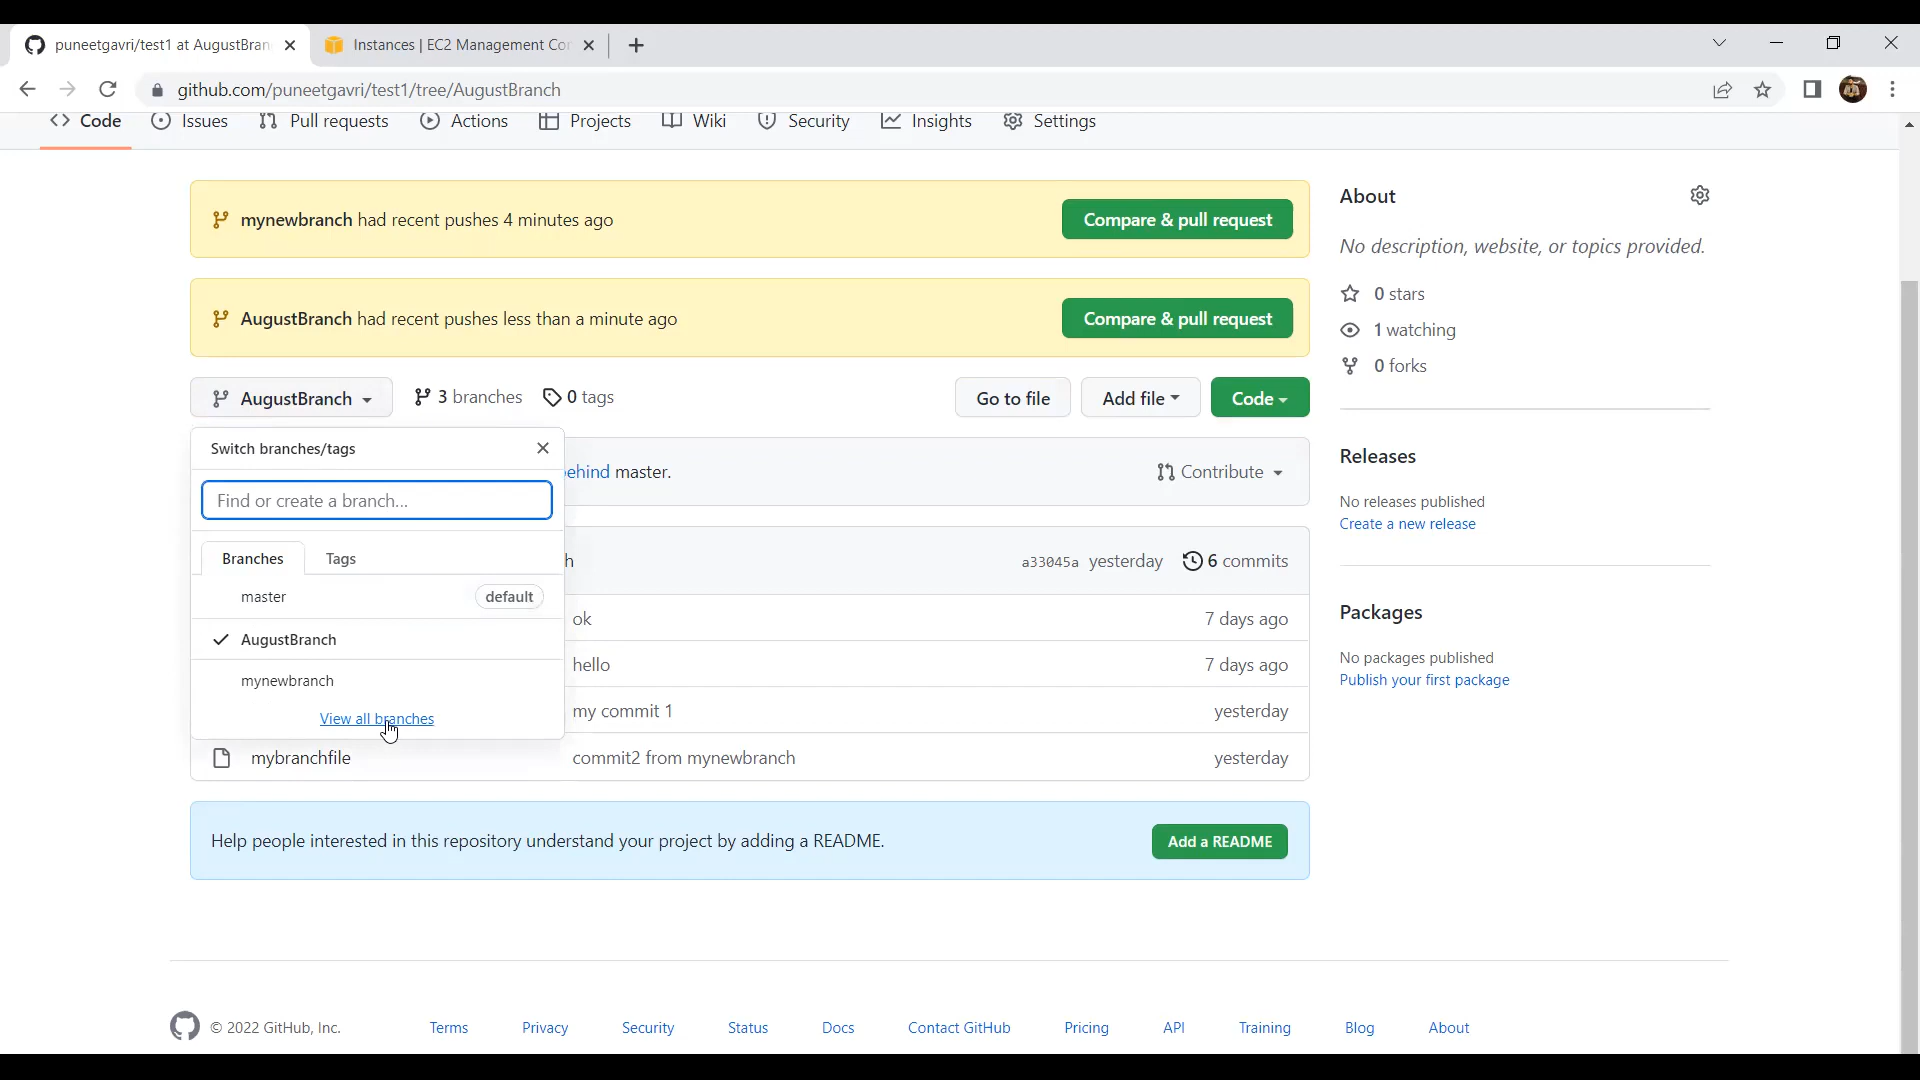 puneetgavri/test1 at AugustBran
Instances | EC2 Management Co
github.com/puneetgavri/test1/tree/AugustBranch
Code Issues Pull requests Actions Projects Wiki Security Insights Settings
mynewbranch had recent pushes 4 minutes ago
Compare & pull request
AugustBranch had recent pushes less than a minute ago
Compare & pull request
AugustBranch 3 branches 0 tags Go to file Add file Code
Switch branches/tags
Find or create a branch...
Branches Tags
master default
AugustBranch
mynewbranch
View all branches
behind master. Contribute
h a33045a yesterday 6 commits
ok 7 days ago
hello 7 days ago
my commit 1 yesterday
mybranchfile commit2 from mynewbranch yesterday
Help people interested in this repository understand your project by adding a README.
Add a README
About
No description, website, or topics provided.
0 stars
1 watching
0 forks
Releases
No releases published
Create a new release
Packages
No packages published
Publish your first package
© 2022 GitHub, Inc. Terms Privacy Security Status Docs Contact GitHub Pricing API Training Blog About